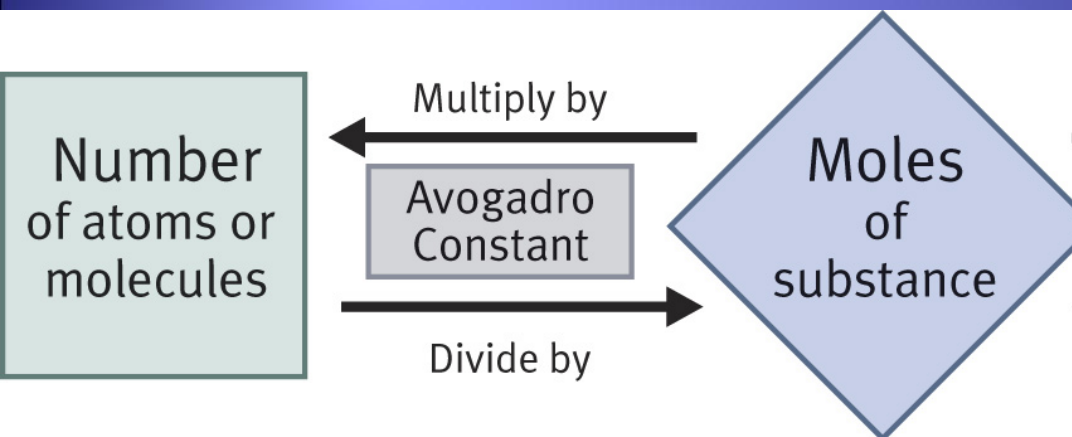 Multiply by
Number
of atoms or
molecules
Avogadro
Constant
Moles
of
substance
Divide by